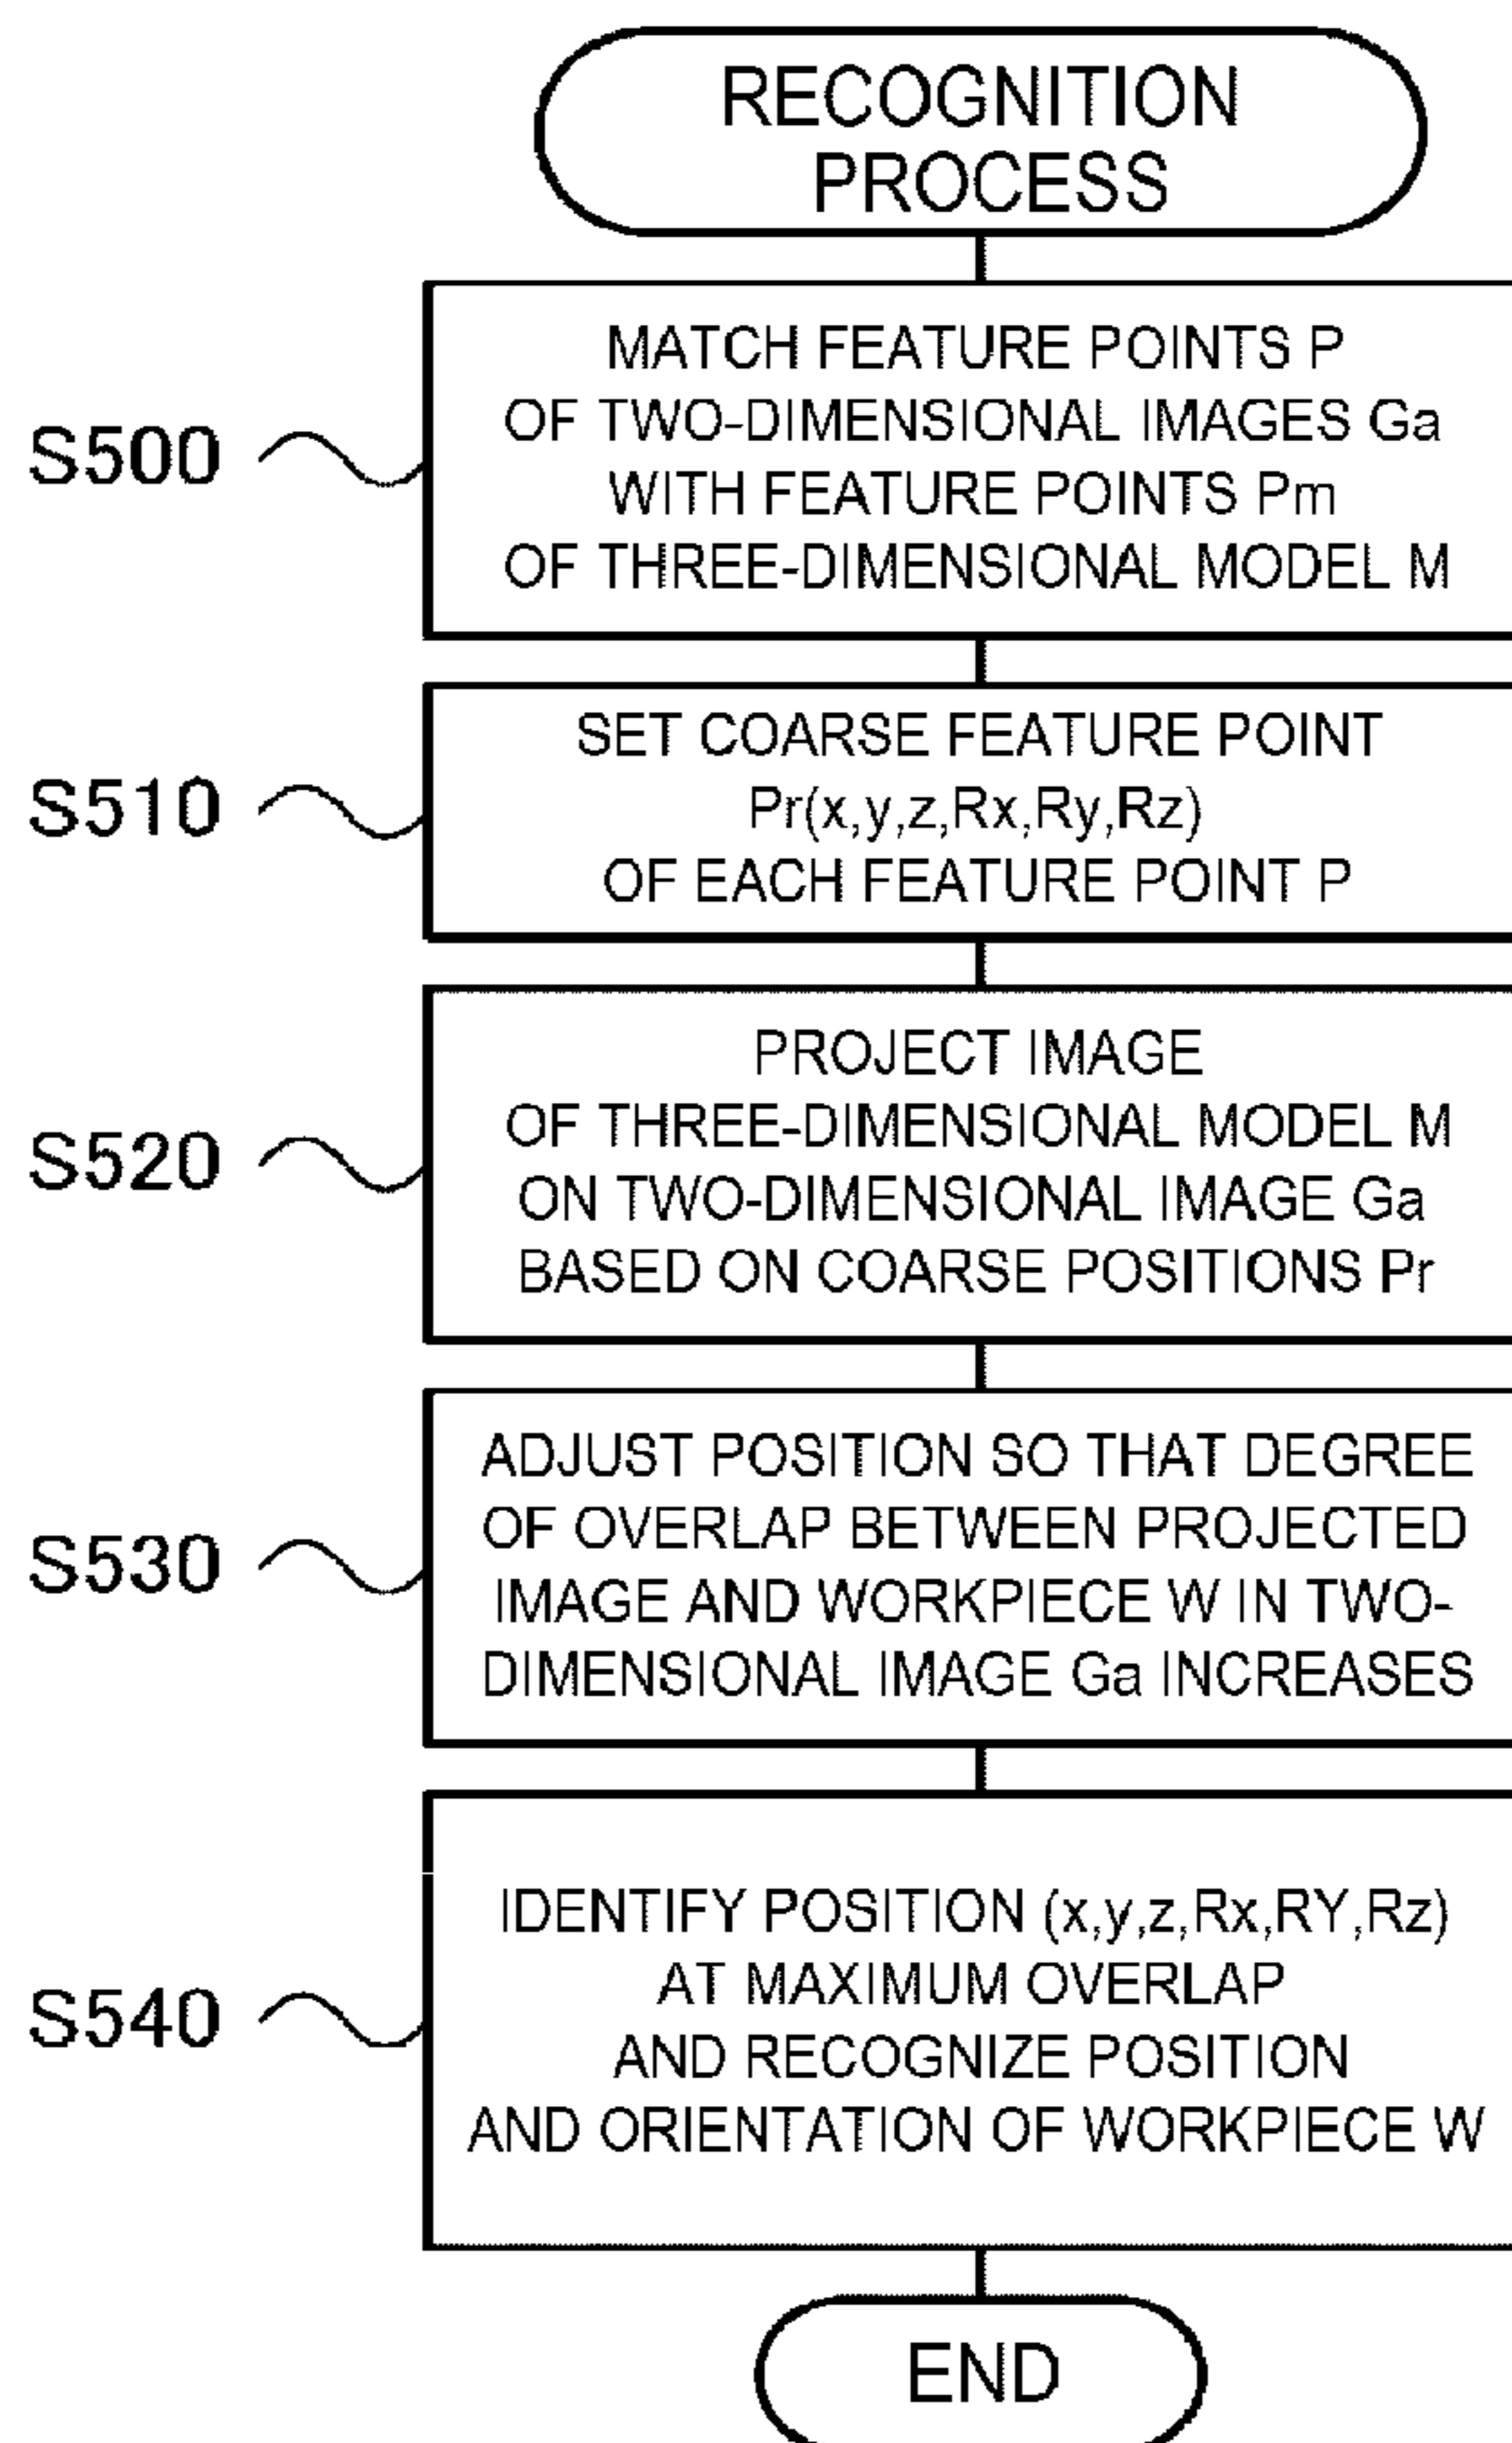 RECOGNITION
PROCESS
S500
MATCH FEATURE POINTS P
OF TWO-DIMENSIONAL IMAGES Ga
WITH FEATURE POINTS Pm
OF THREE-DIMENSIONAL MODEL M
S510
SET COARSE FEATURE POINT
Pr(x,y,z,Rx,Ry,Rz)
OF EACH FEATURE POINT P
S520
PROJECT IMAGE
OF THREE-DIMENSIONAL MODEL M
ON TWO-DIMENSIONAL IMAGE Ga
BASED ON COARSE POSITIONS Pr
S530
ADJUST POSITION SO THAT DEGREE
OF OVERLAP BETWEEN PROJECTED
IMAGE AND WORKPIECE W IN TWO-
DIMENSIONAL IMAGE Ga INCREASES
S540
IDENTIFY POSITION (x,y,z,Rx,RY,Rz)
AT MAXIMUM OVERLAP
AND RECOGNIZE POSITION
AND ORIENTATION OF WORKPIECE W
END